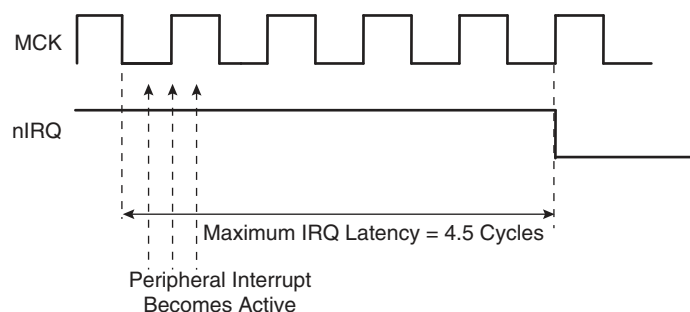 MCK
nIRQ
Maximum IRQ Latency = 4.5 Cycles
Peripheral Interrupt
Becomes Active